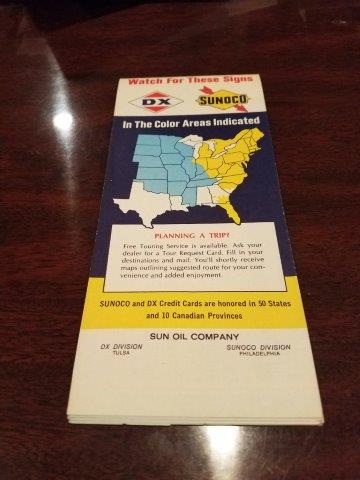 Watch For These Signs
DX
SUNOCO
In The Color Areas Indicated
PLANNING A TRIP?
Free Touring Service is available. Ask your
dealer for a Tour Request Card. Fill in your
destinations and mail. You'll shortly receive
maps outlining suggested route for your con-
venience and added enjoyment.
SUNOCO and DX Credit Cards are honored in 50 States
and 10 Canadian Provinces
SUN OIL COMPANY
DX DIVISION
TULSA
SUNOCO DIVISION
PHILADELPHIA